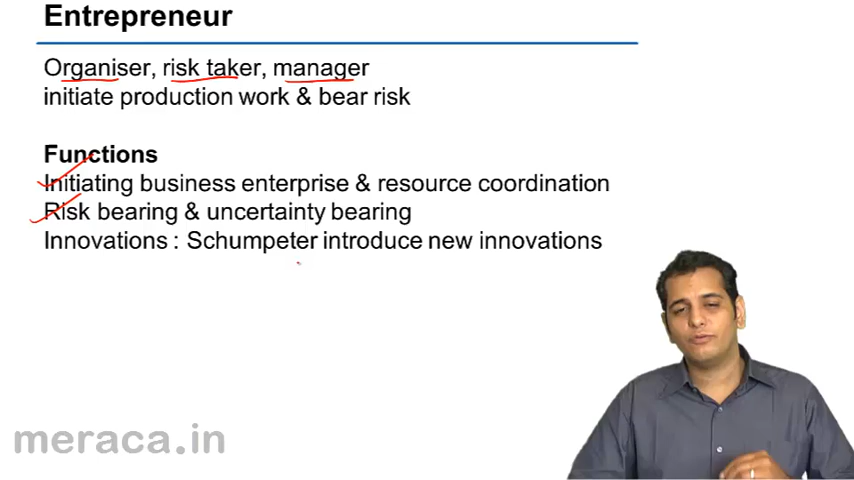 Entrepreneur
Organiser, risk taker, manager
initiate production work & bear risk
Functions
Initiating business enterprise & resource coordination
Risk bearing & uncertainty bearing
Innovations : Schumpeter introduce new innovations
meraca.in